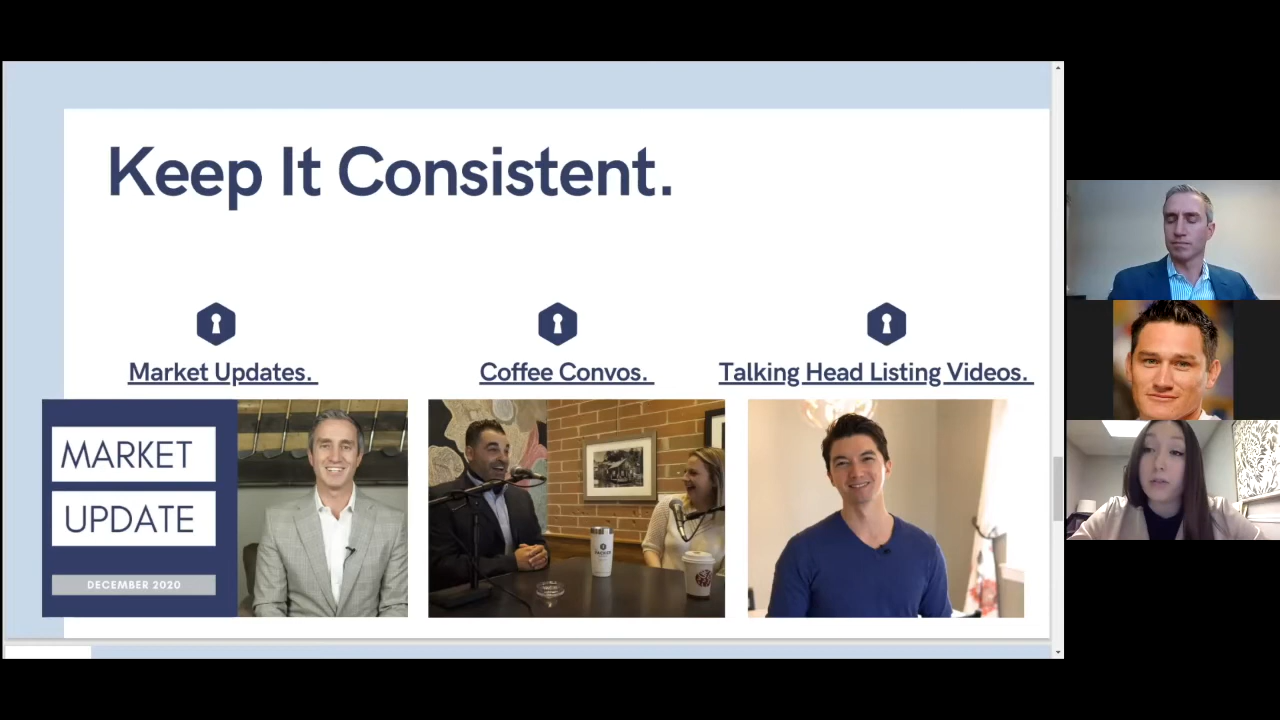 Keep It Consistent.
Market Updates.
Coffee Convos.
Talking Head Listing Videos.
MARKET
UPDATE
DECEMBER 2020